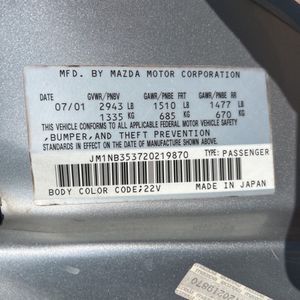 MFD. BY MAZDA MOTOR CORPORATION
GVWR/PNBV GAWR/PNBE FR GAWR/PNBE RR
07/01 2943 LB 1510 LB 1477 LB
1335 KG 685 KG 670 KG
THIS VEHICLE CONFORMS TO ALL APPLICABLE FEDERAL MOTOR VEHICLE SAFETY
,BUMPER,AND THEFT PREVENTION
STANDARDS IN EFFECT ON THE DATE OF MANUFACTURE SHOWN ABOVE.
JM1NB353720219870 TYPE:PASSENGER
BODY COLOR CODE;22V MADE IN JAPAN